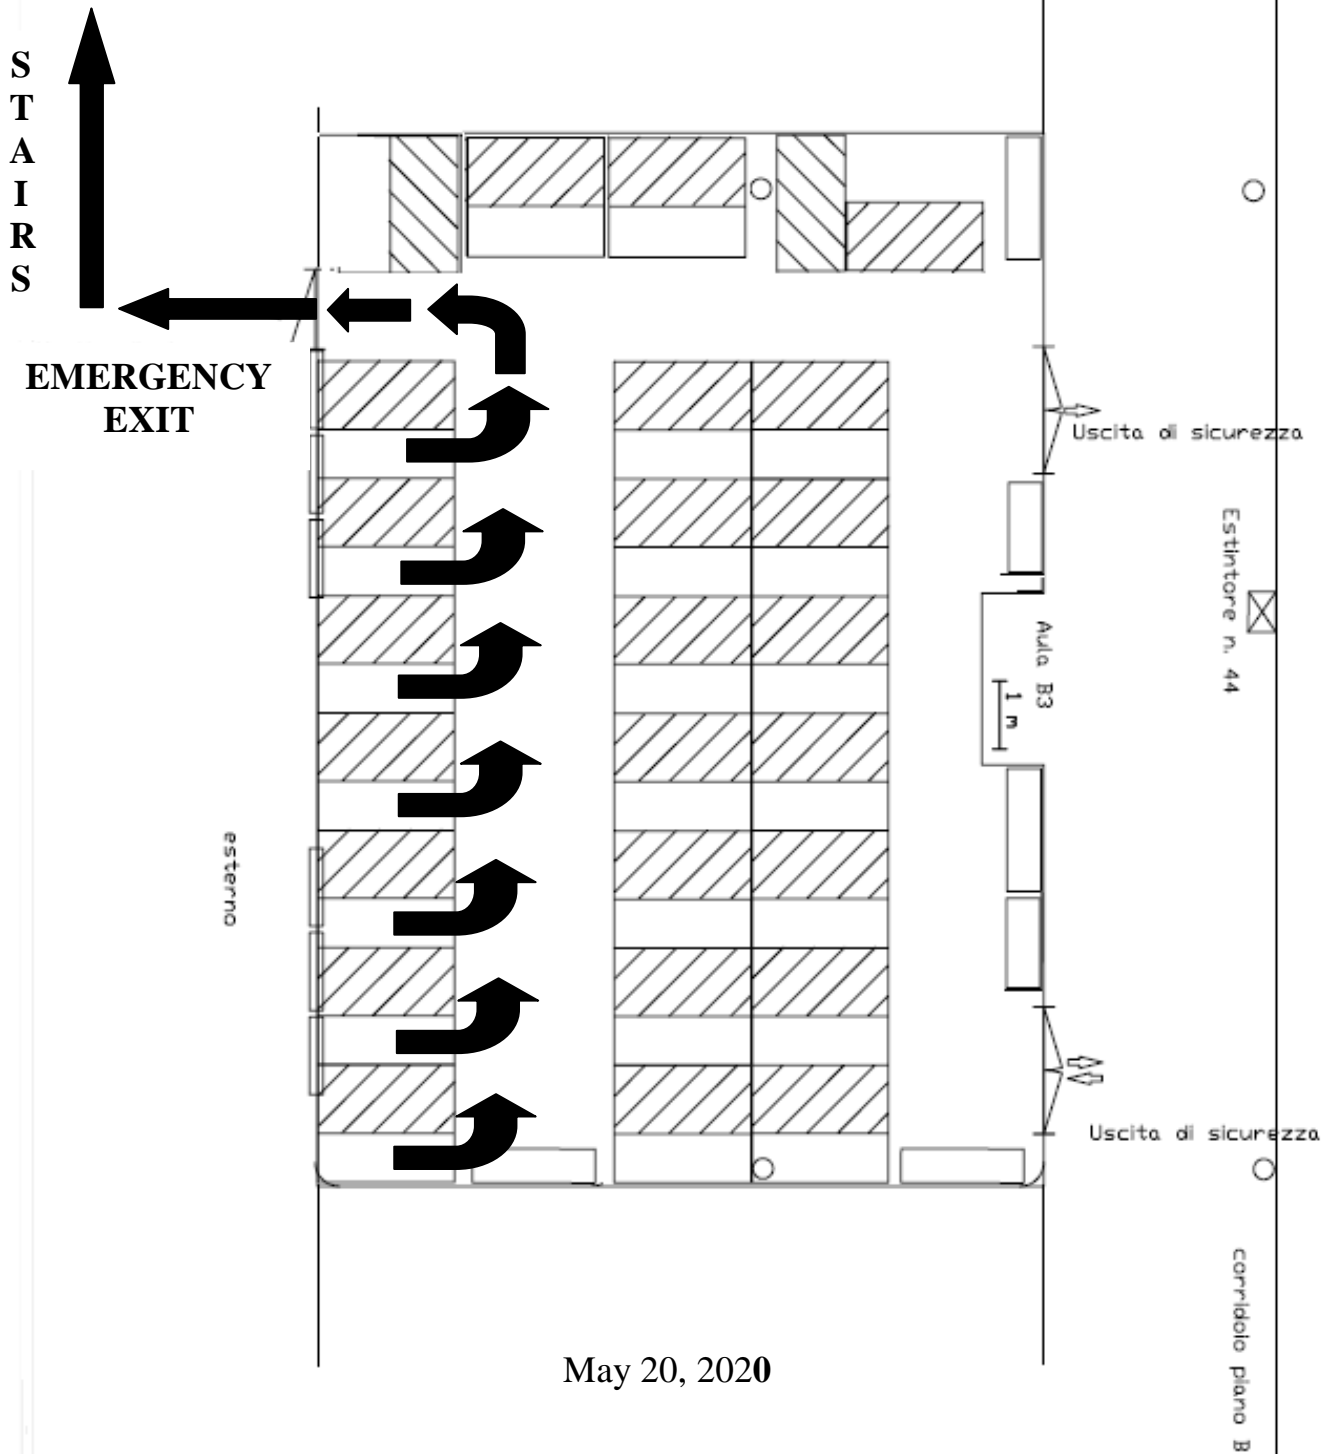 STAIRS
EMERGENCY
EXIT
Uscita di sicurezza
Estintore n. 44
Aula B3
1 m
esterno
Uscita di sicurezza
corridoio piano B
May 20, 2020